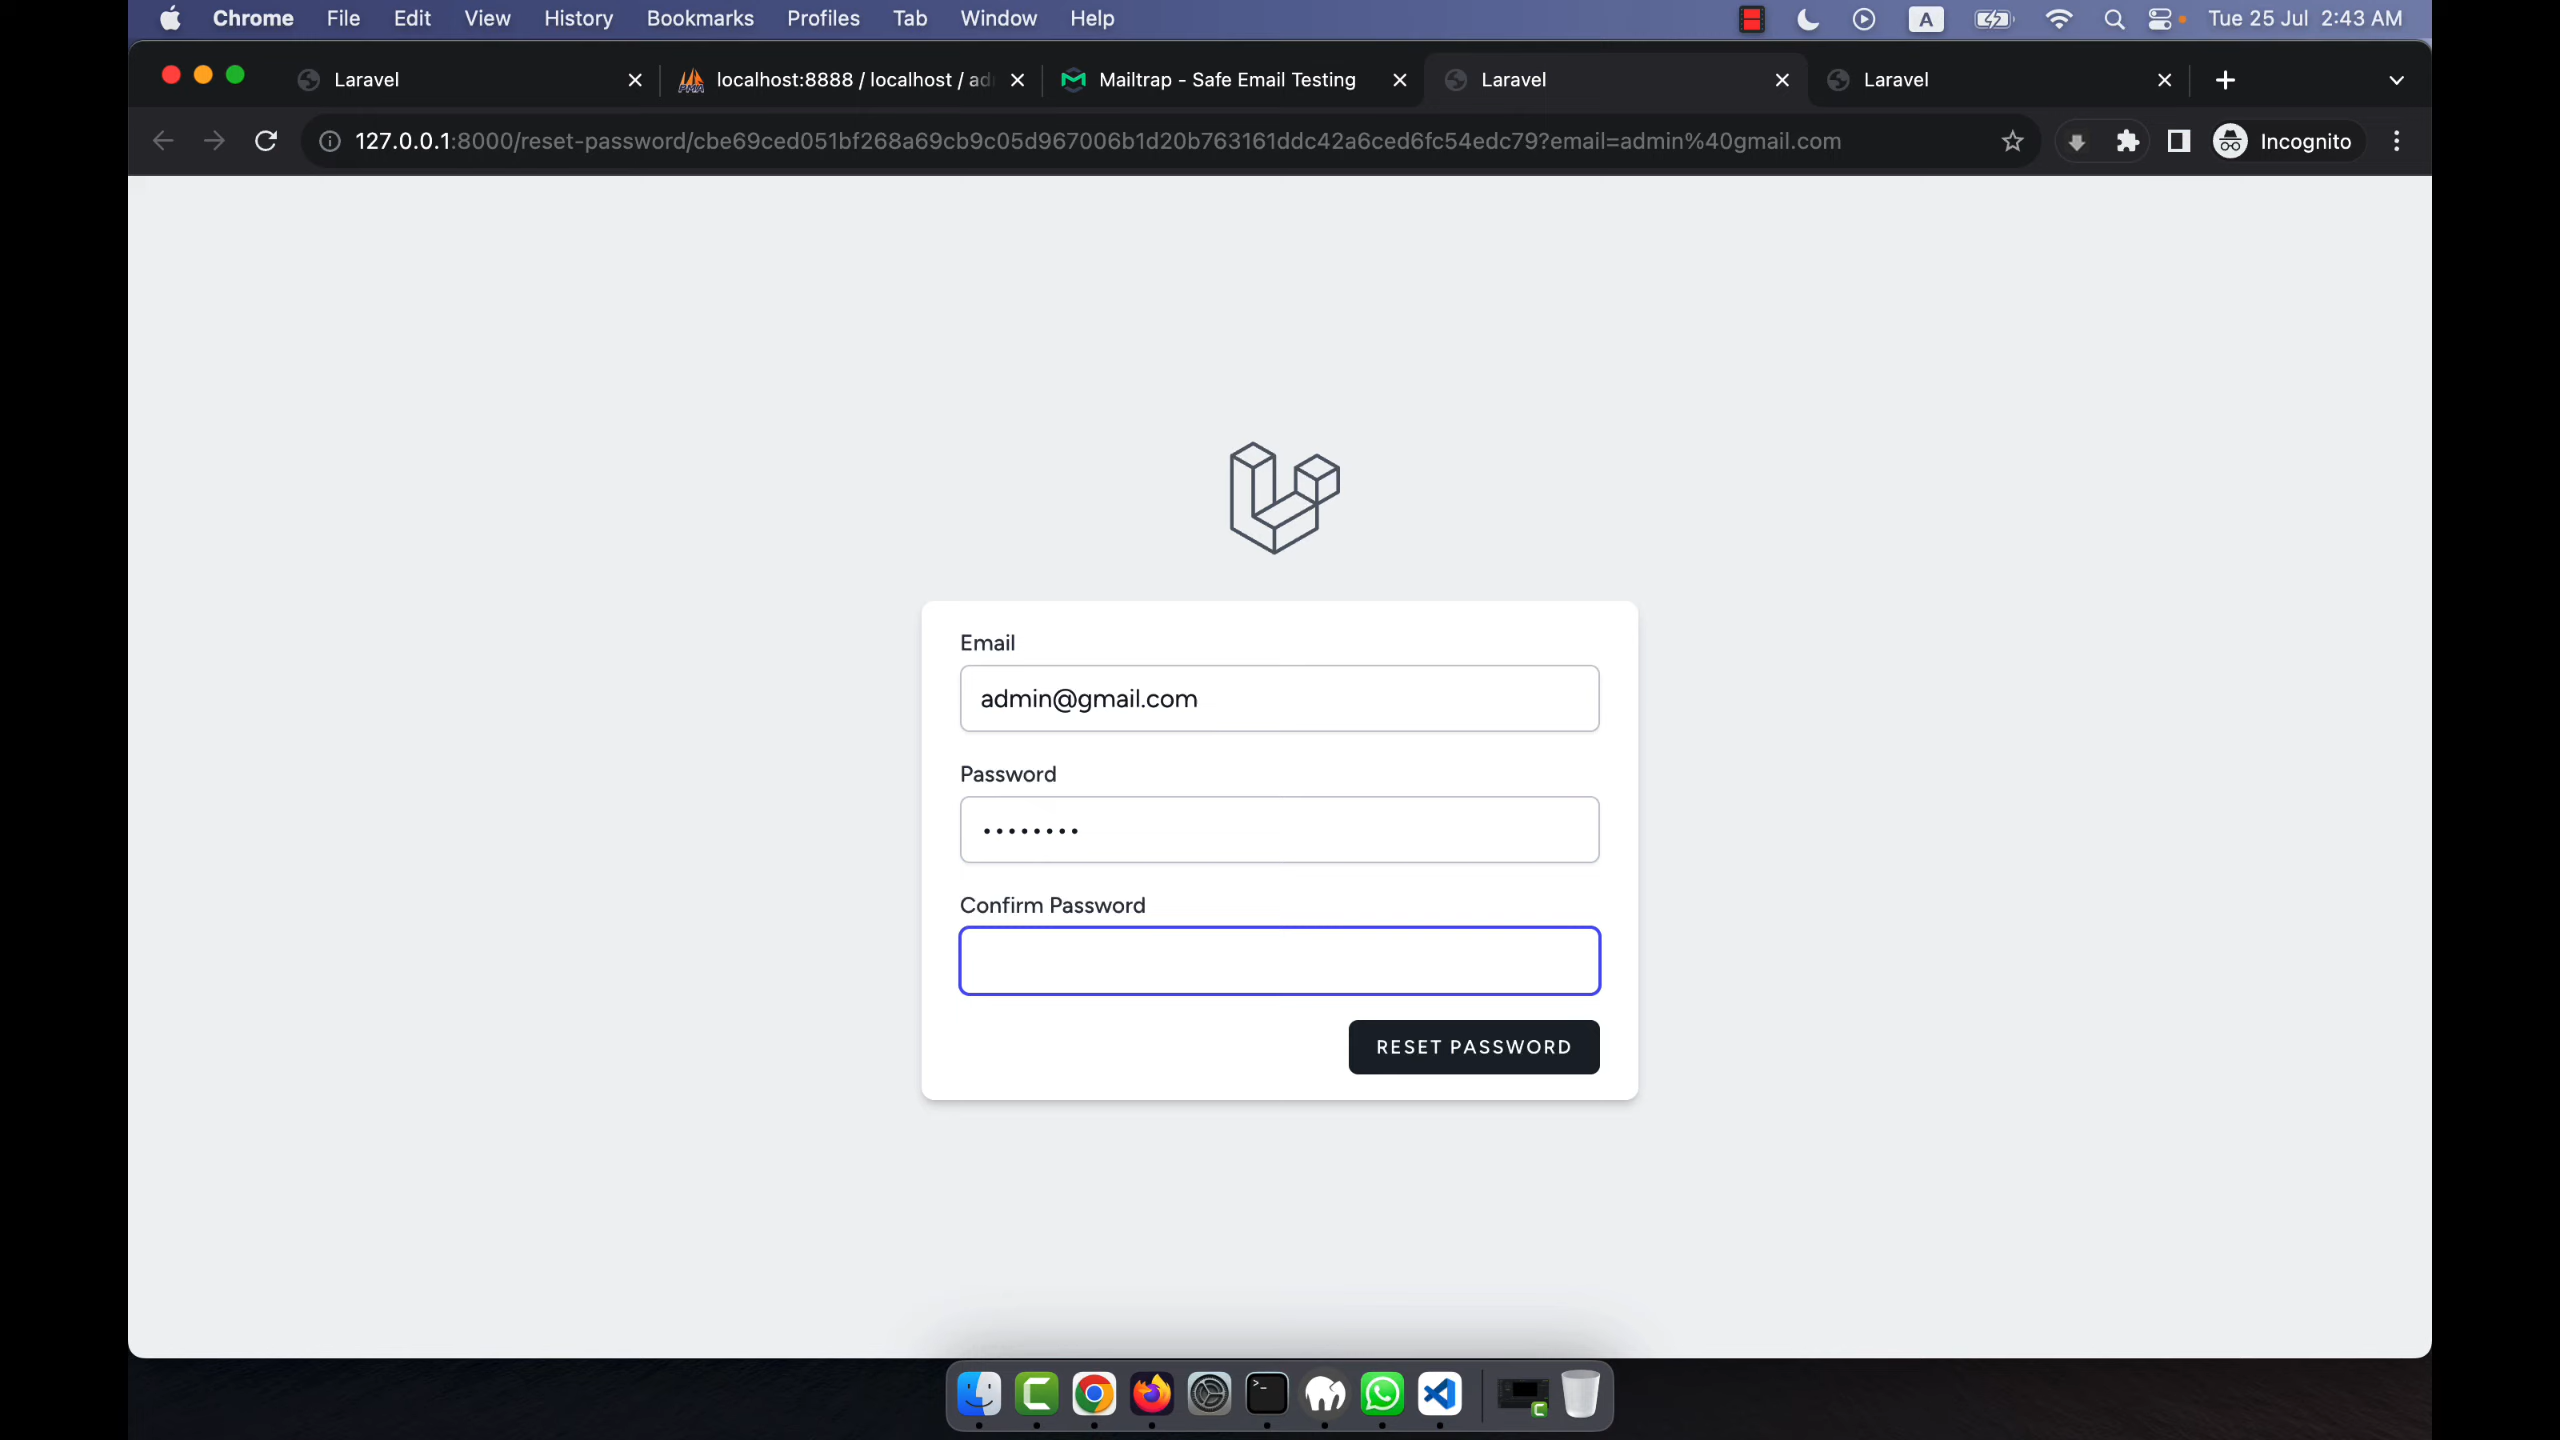 Chrome File Edit View History Bookmarks Profiles Tab Window Help A Tue 25 Jul 2:43 AM
Laravel localhost:8888 / localhost / ad Mailtrap - Safe Email Testing Laravel Laravel
127.0.0.1:8000/reset-password/cbe69ced051bf268a69cb9c05d967006b1d20b763161ddc42a6ced6fc54edc79?email=admin%40gmail.com Incognito
Email
admin@gmail.com
Password
••••••••
Confirm Password
RESET PASSWORD